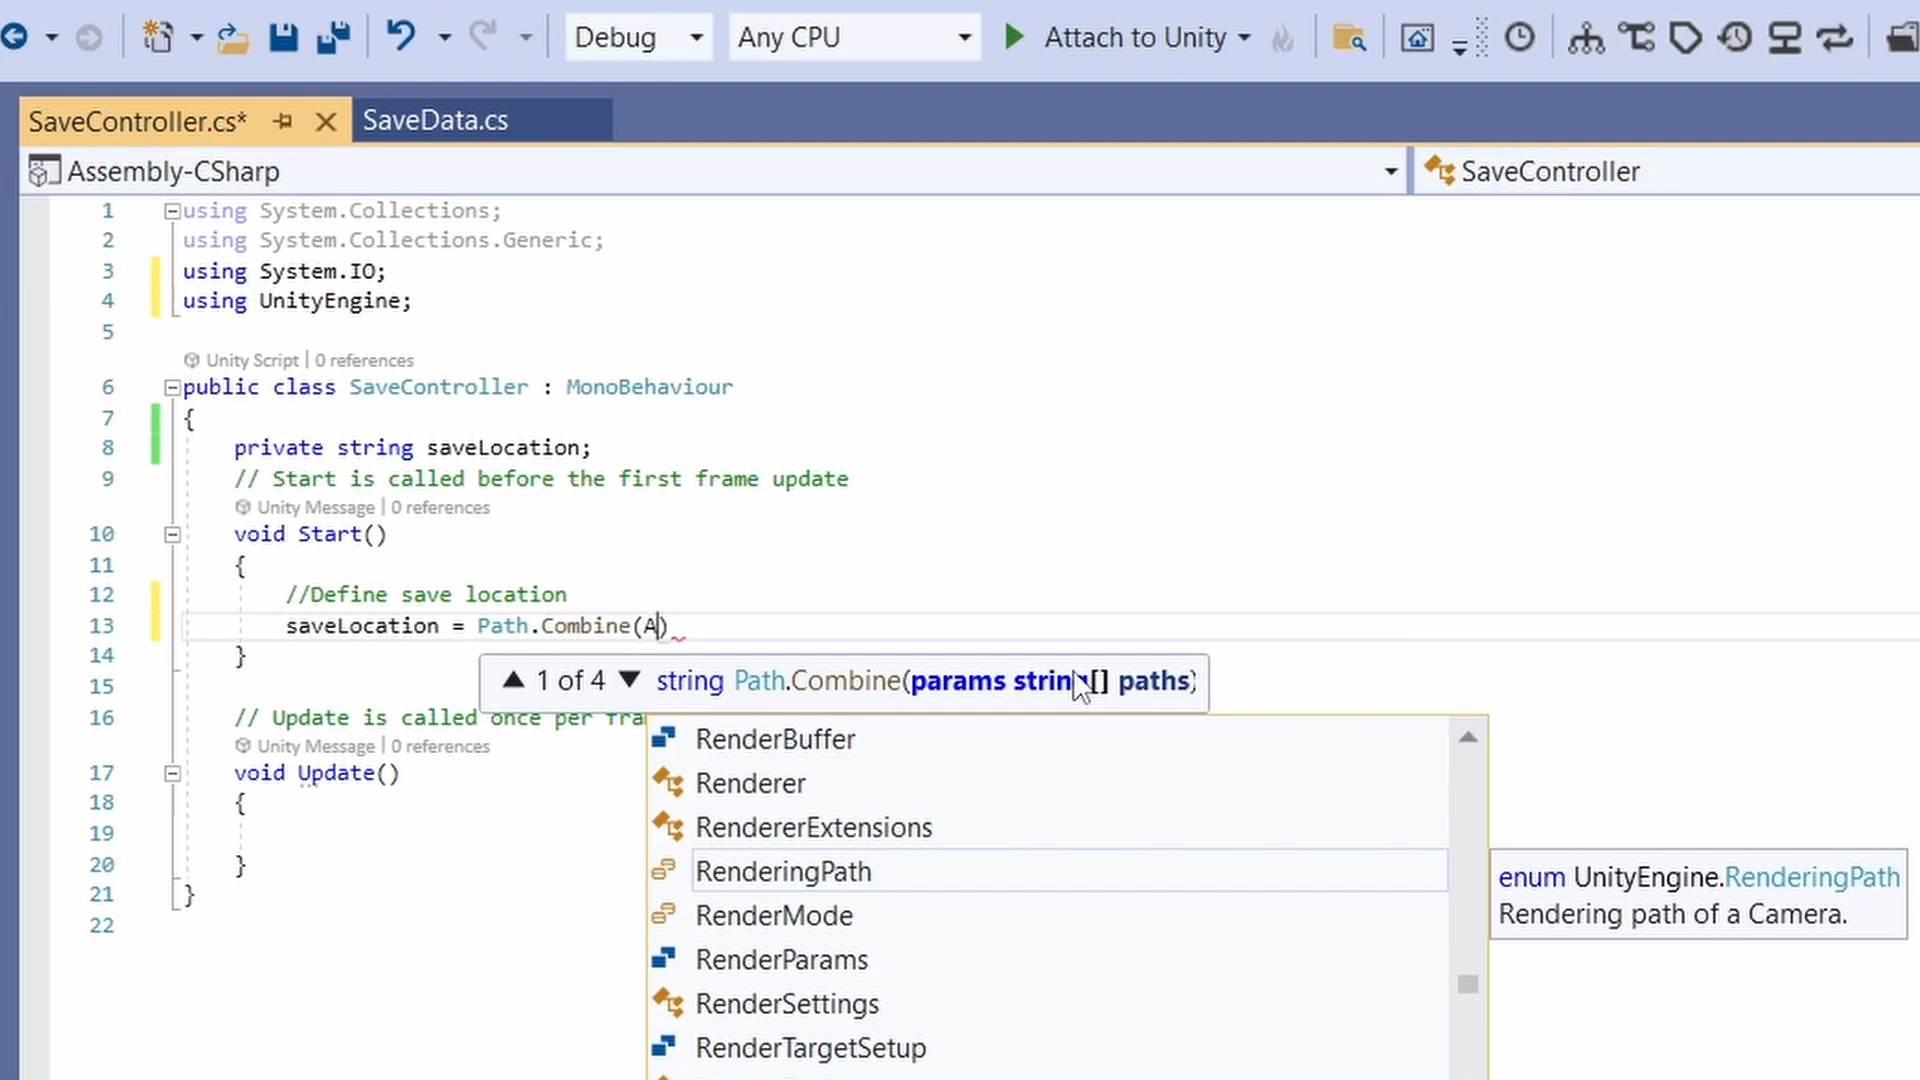 Debug Any CPU Attach to Unity
SaveController.cs* SaveData.cs
Assembly-CSharp SaveController
1 using System.Collections;
2 using System.Collections.Generic;
3 using System.IO;
4 using UnityEngine;
5
Unity Script | 0 references
6 public class SaveController : MonoBehaviour
7 {
8 private string saveLocation;
9 // Start is called before the first frame update
Unity Message | 0 references
10 void Start()
11 {
12 //Define save location
13 saveLocation = Path.Combine(A)
14 }
1 of 4 string Path.Combine(params string[] paths)
15
16 // Update is called once per fra
Unity Message | 0 references
17 void Update()
18 {
19
20 }
21 }
22
RenderBuffer
Renderer
RendererExtensions
RenderingPath
RenderMode
RenderParams
RenderSettings
RenderTargetSetup
enum UnityEngine.RenderingPath
Rendering path of a Camera.